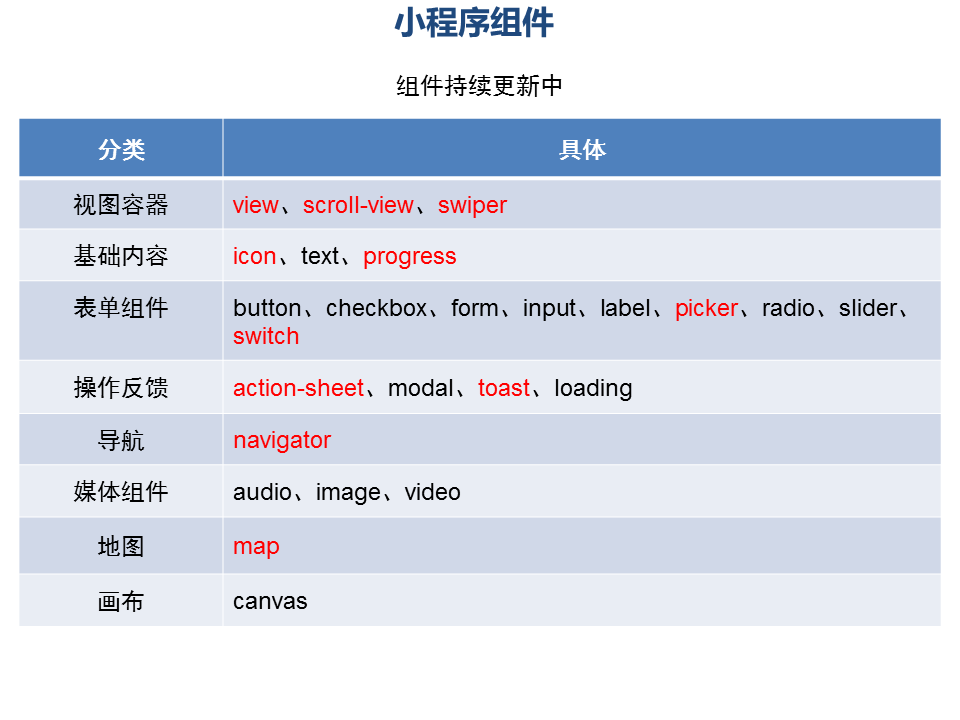 小程序组件
组件持续更新中
分类 具体
视图容器 view、scroll-view、swiper
基础内容 icon、text、progress
表单组件 button、checkbox、form、input、label、picker、radio、slider、
switch
操作反馈 action-sheet、modal、toast、loading
导航 navigator
媒体组件 audio、image、video
地图 map
画布 canvas